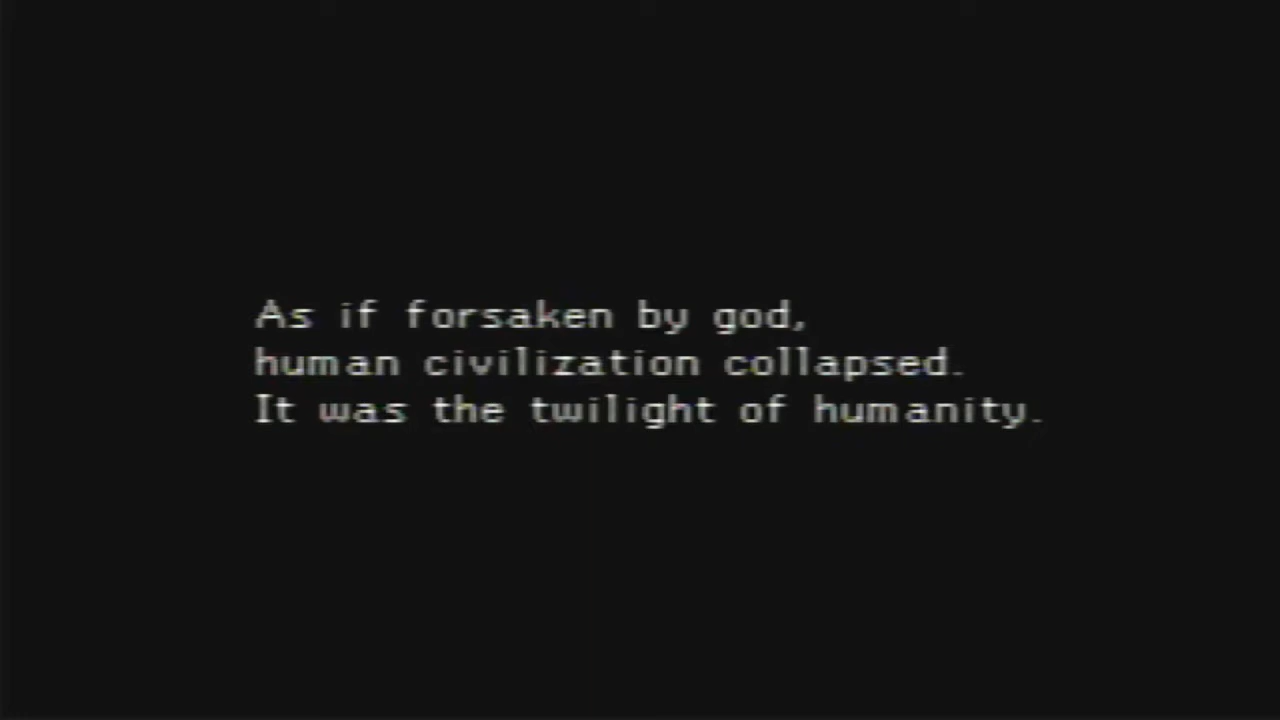 As if forsaken by god,
human civilization collapsed.
It was the twilight of humanity.